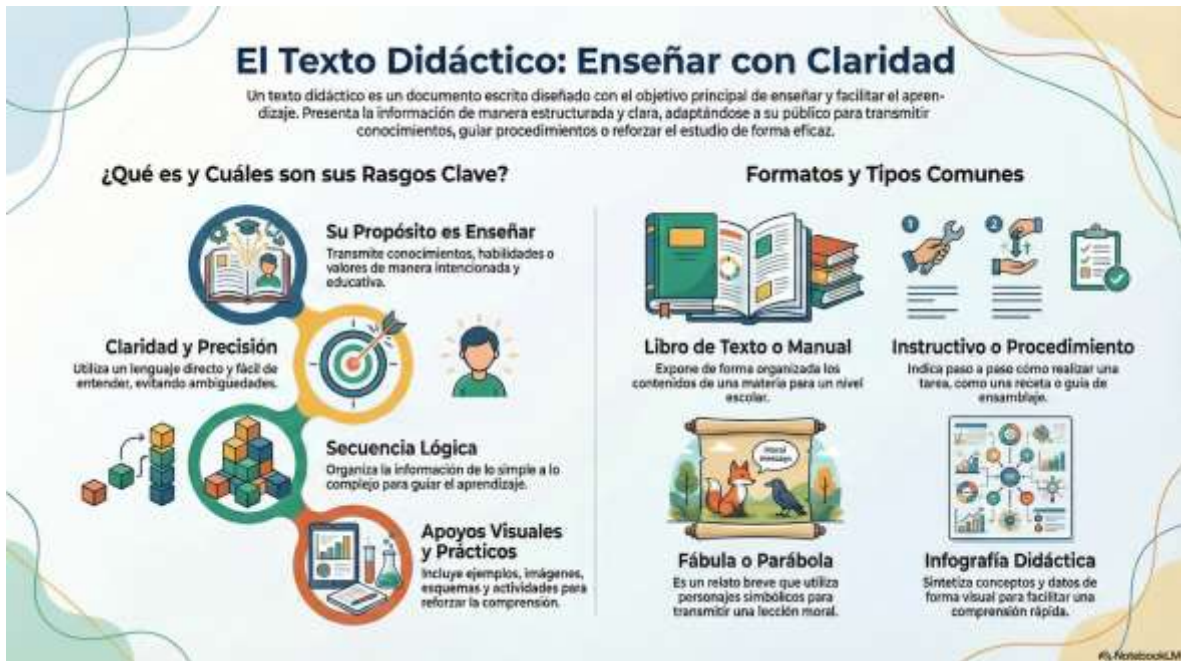 El Texto Didáctico: Enseñar con Claridad
Un texto didáctico es un documento escrito diseñado con el objetivo principal de enseñar y facilitar el apren-
dizaje. Presenta la información de manera estructurada y clara, adaptándose a su público para transmitir
conocimientos, guiar procedimientos o reforzar el estudio de forma eficaz.
¿Qué es y Cuáles son sus Rasgos Clave?
Su Propósito es Enseñar
Transmite conocimientos, habilidades o
valores de manera intencionada y
educativa.
Claridad y Precisión
Utiliza un lenguaje directo y fácil de
entender, evitando ambigüedades.
Secuencia Lógica
Organiza la información de lo simple a lo
complejo para guiar el aprendizaje.
Apoyos Visuales
y Prácticos
Incluye ejemplos, imágenes,
esquemas y actividades para
reforzar la comprensión.
Formatos y Tipos Comunes
Libro de Texto o Manual
Expone de forma organizada los
contenidos de una materia para un nivel
escolar.
1
2
Instructivo o Procedimiento
Indica paso a paso cómo realizar una
tarea, como una receta o guía de
ensamblaje.
Moral
message
Fábula o Parábola
Es un relato breve que utiliza
personajes simbólicos para
transmitir una lección moral.
Infografía Didáctica
Sintetiza conceptos y datos de
forma visual para facilitar una
comprensión rápida.
NotebookLM